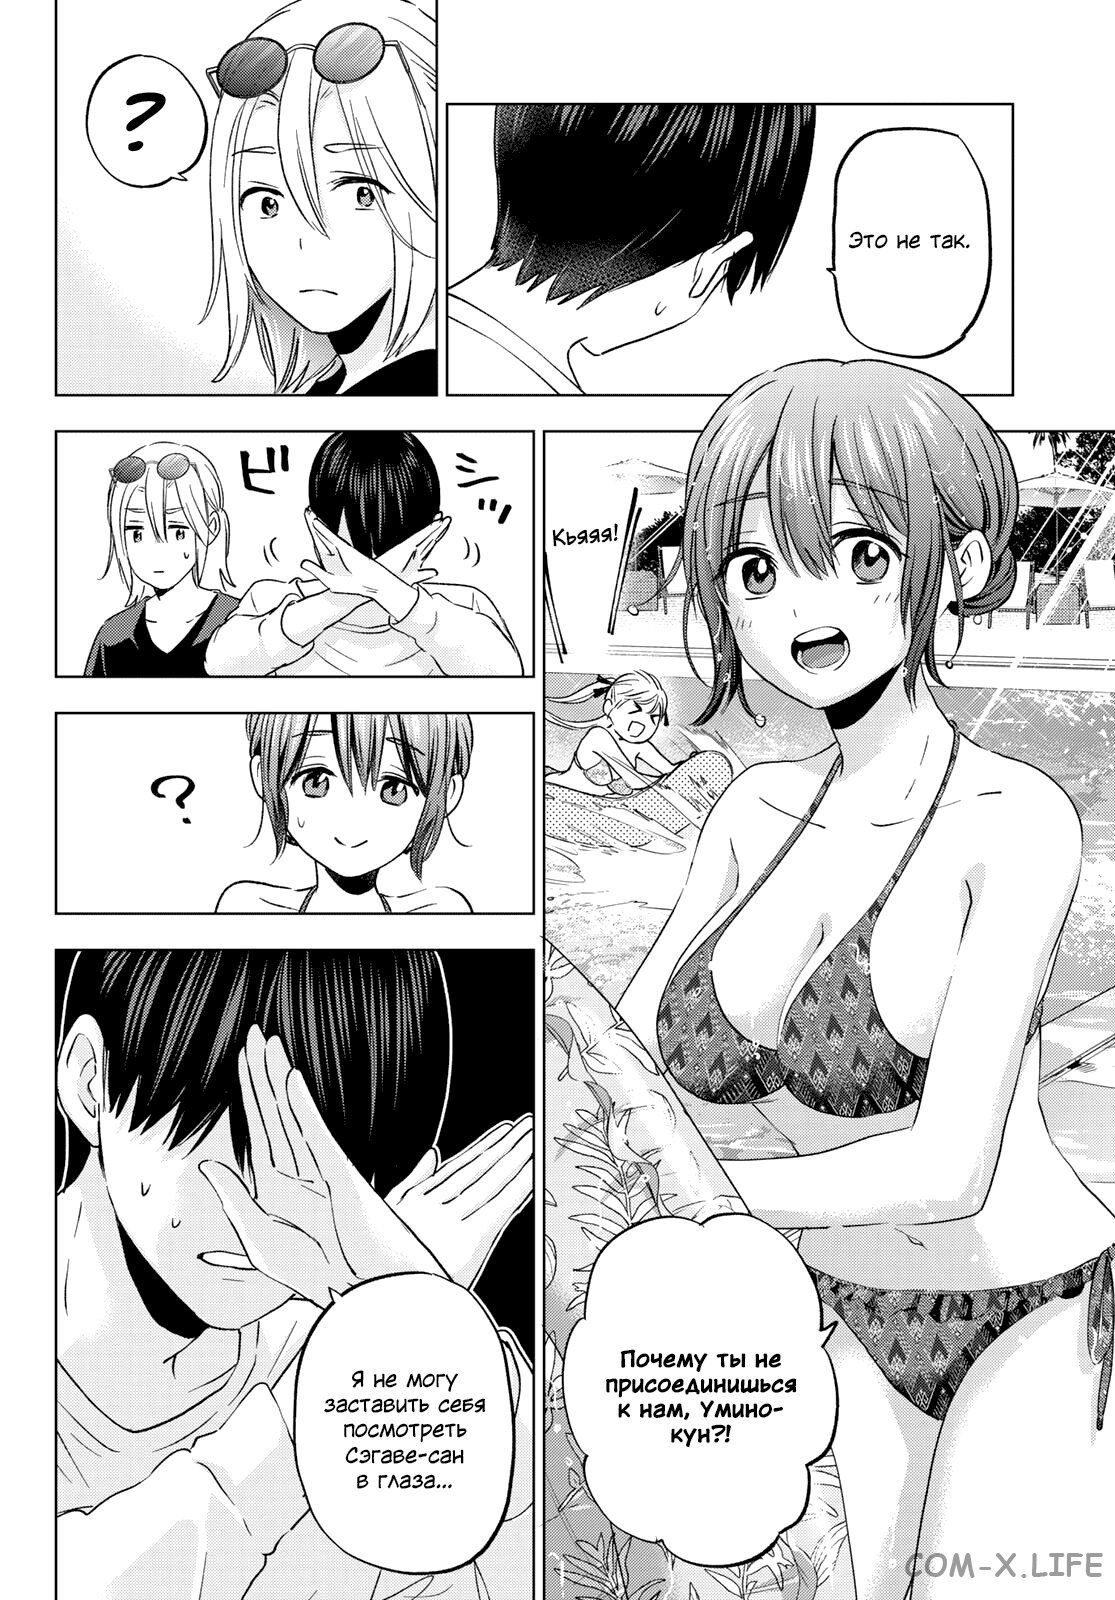 Это не так.
?
Кьяяя!
Почему ты не
присоединишься
к нам, Умино-
кун?!
ビシッ
?
Я не могу
заставить себя
посмотреть
Сэгаве-сан
в глаза...
COM-X.LIFE